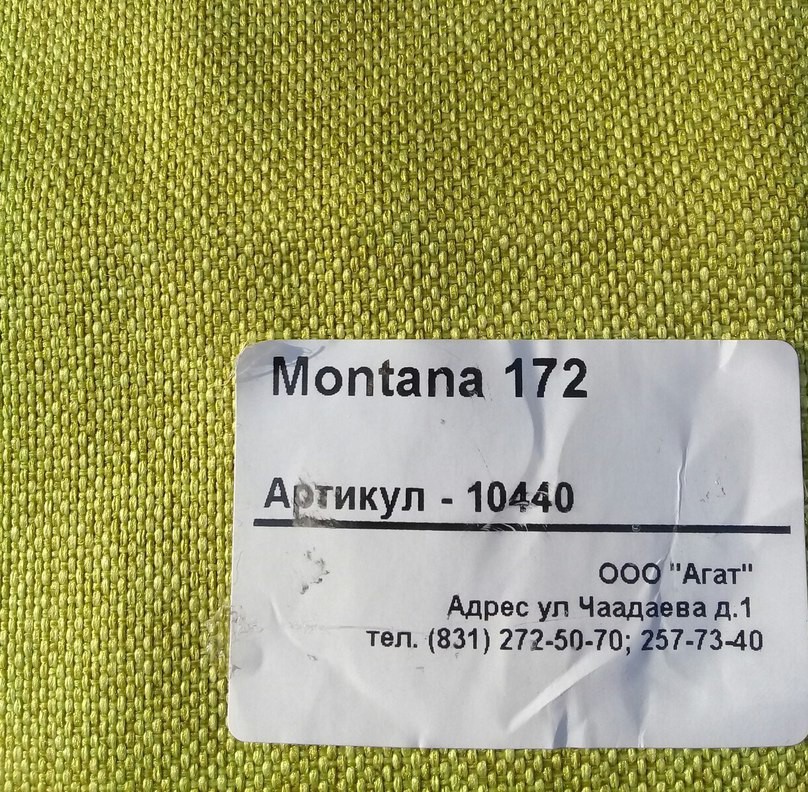 Montana 172
Артикул - 10440
ООО "Агат"
Адрес ул Чаадаева д.1
тел. (831) 272-50-70; 257-73-40